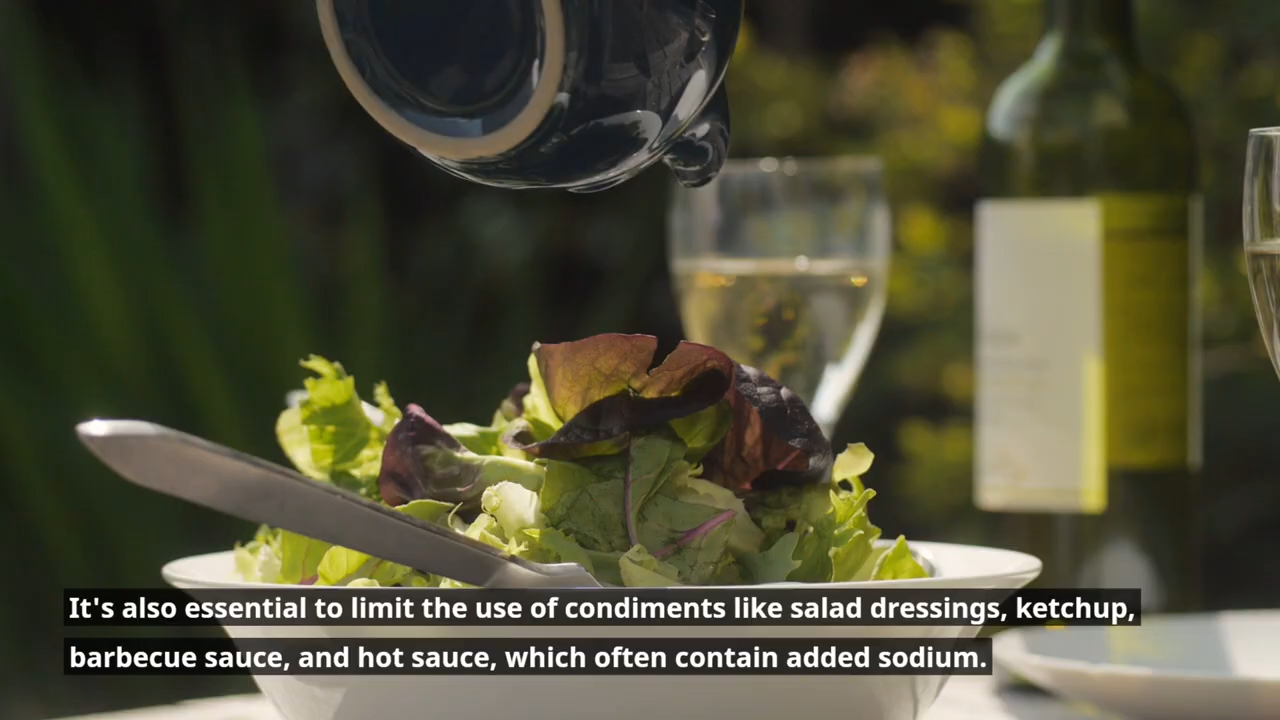 It's also essential to limit the use of condiments like salad dressings, ketchup,
barbecue sauce, and hot sauce, which often contain added sodium.